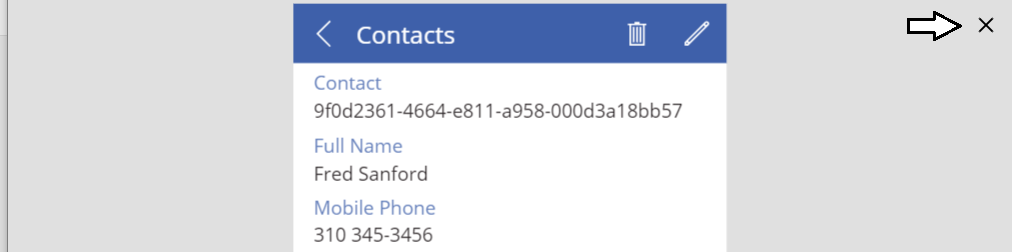 Contacts
Contact
9f0d2361-4664-e811-a958-000d3a18bb57
Full Name
Fred Sanford
Mobile Phone
310 345-3456